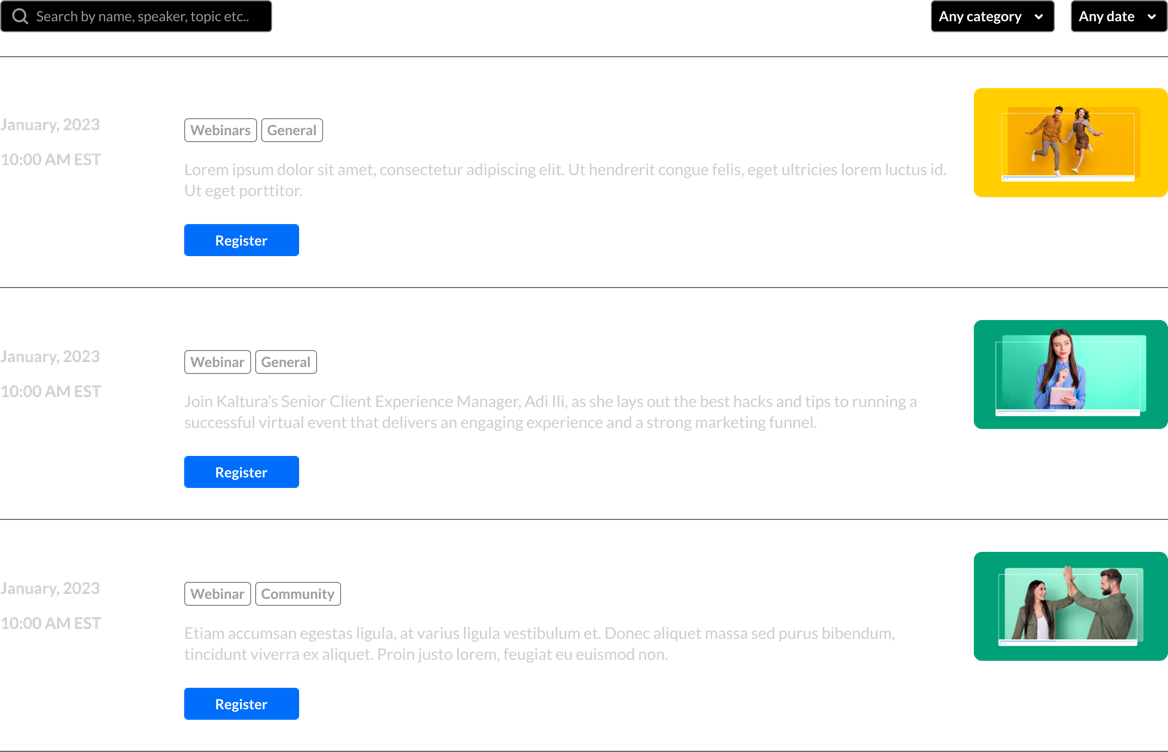 Search by name, speaker, topic etc..
Any category
Any date
January, 2023
10:00 AM EST
Webinars
General
Lorem ipsum dolor sit amet, consectetur adipiscing elit. Ut hendrerit congue felis, eget ultricies lorem luctus id.
Ut eget porttitor.
Register
January, 2023
10:00 AM EST
Webinar
General
Join Kaltura's Senior Client Experience Manager, Adi Ili, as she lays out the best hacks and tips to running a
successful virtual event that delivers an engaging experience and a strong marketing funnel.
Register
January, 2023
10:00 AM EST
Webinar
Community
Etiam accumsan egestas ligula, at varius ligula vestibulum et. Donec aliquet massa sed purus bibendum,
tincidunt viverra ex aliquet. Proin justo lorem, feugiat eu euismod non.
Register